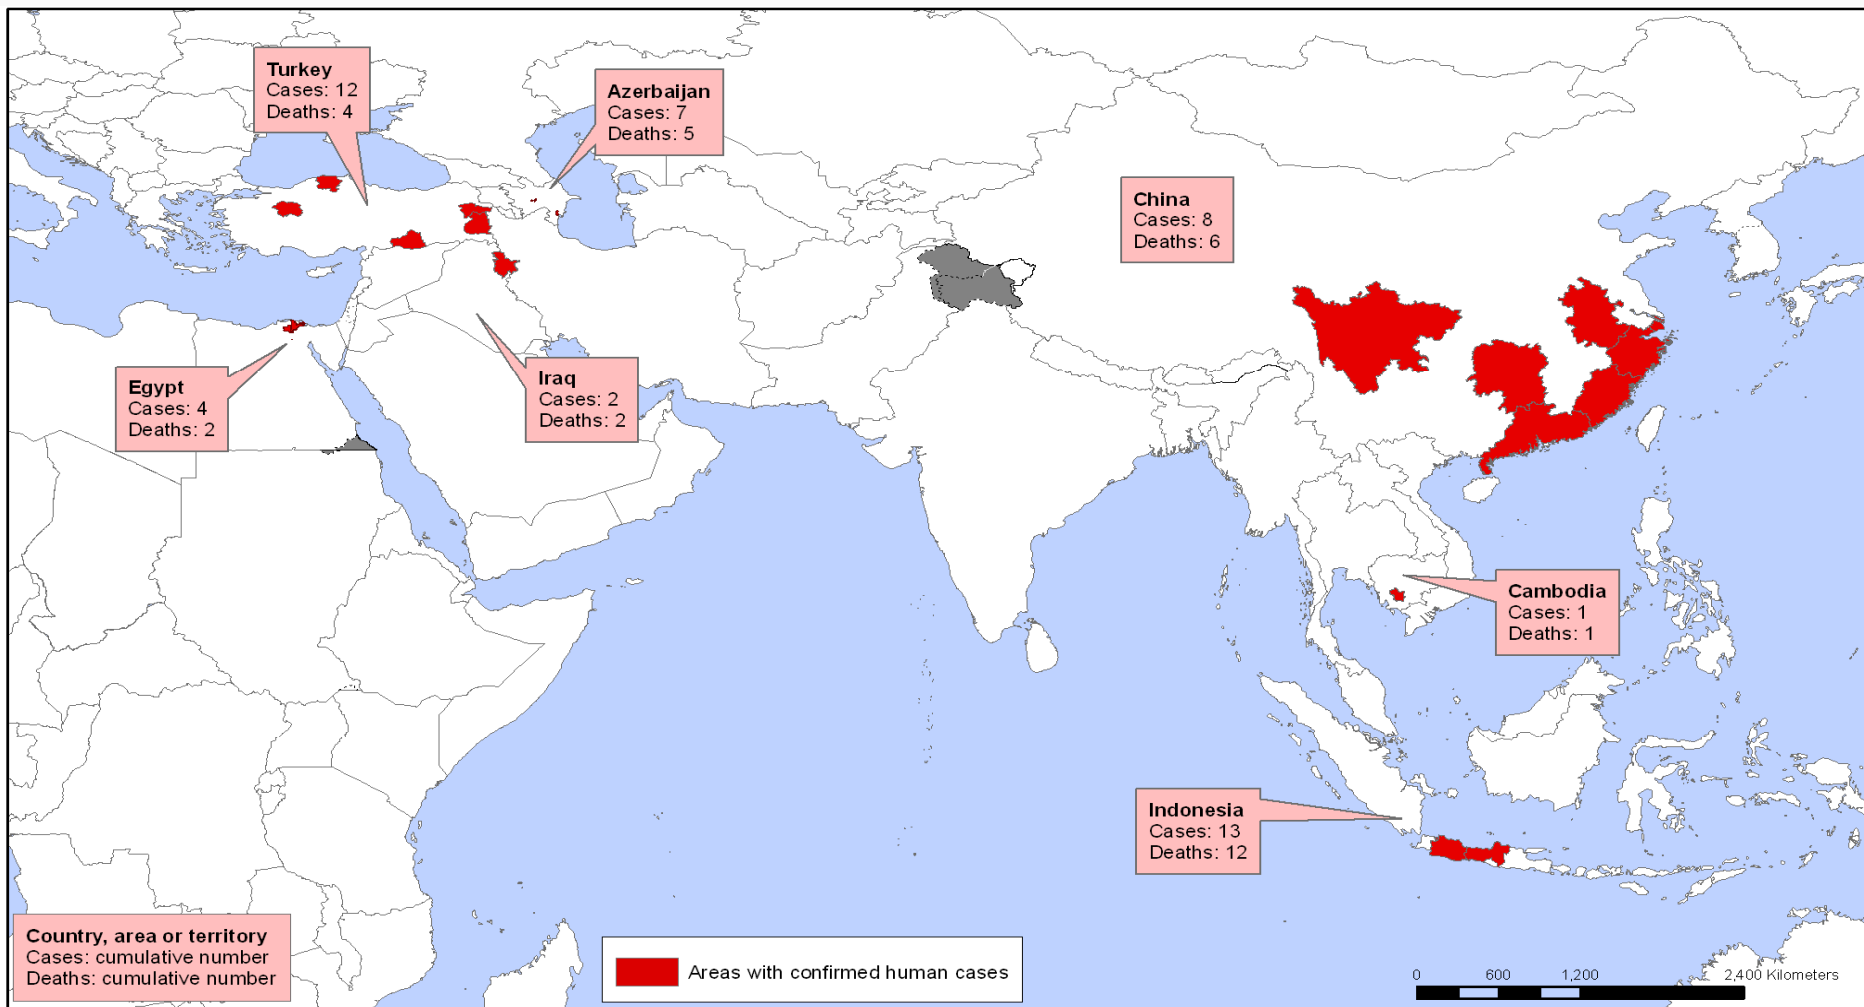 Turkey
Cases: 12
Deaths: 4
Azerbaijan
Cases: 7
Deaths: 5
China
Cases: 8
Deaths: 6
Egypt
Cases: 4
Deaths: 2
Iraq
Cases: 2
Deaths: 2
Cambodia
Cases: 1
Deaths: 1
Indonesia
Cases: 13
Deaths: 12
Country, area or territory
Cases: cumulative number
Deaths: cumulative number
Areas with confirmed human cases
0 600 1,200 2,400 Kilometers